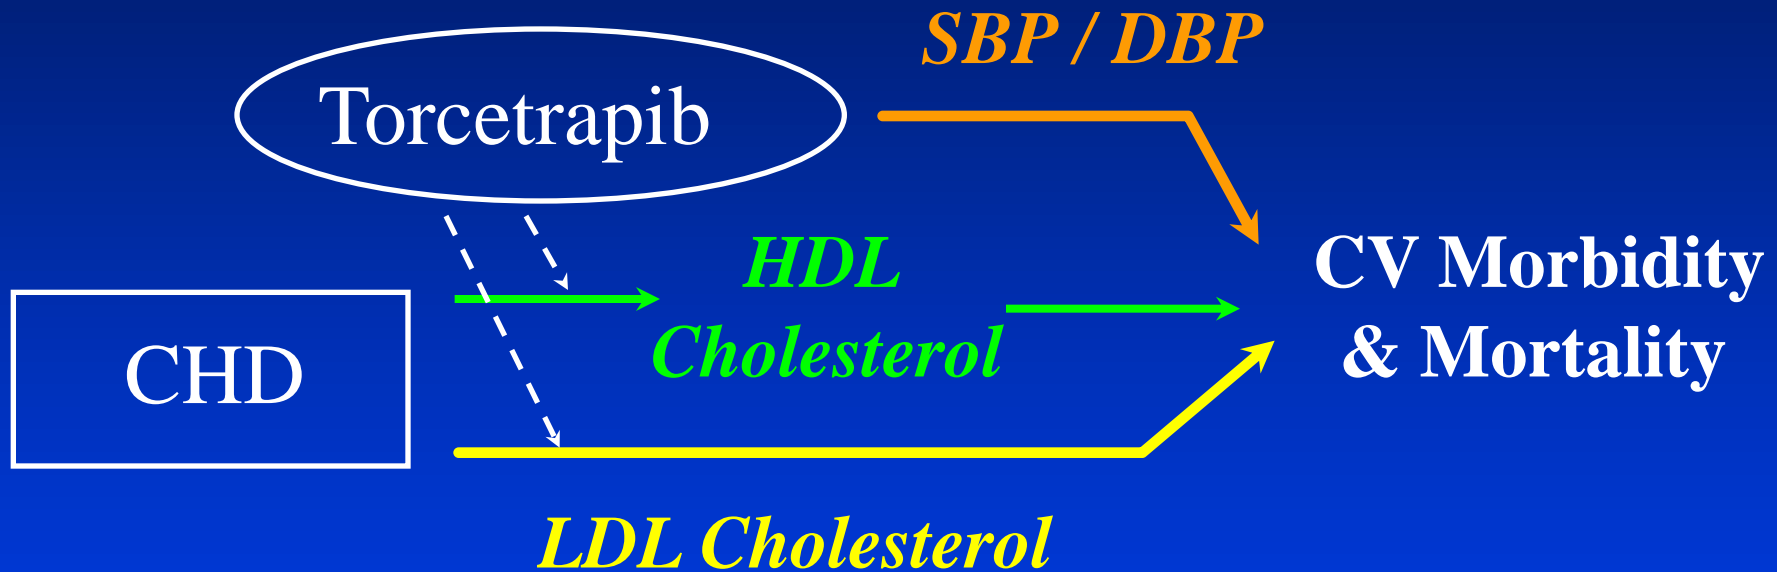 SBP / DBP
Torcetrapib
HDL
Cholesterol
CV Morbidity
& Mortality
CHD
LDL Cholesterol